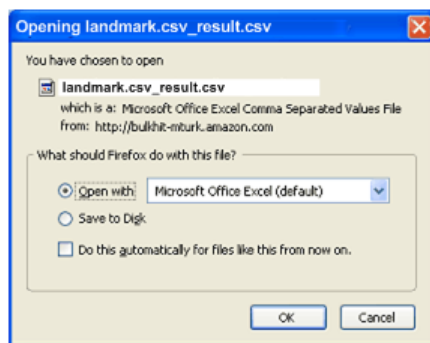 Opening landmark.csv_result.csv
You have chosen to open
landmark.csv_result.csv
which is a: Microsoft Office Excel Comma Separated Values File
from: http://bulkhit-mturk.amazon.com
What should Firefox do with this file?
Open with Microsoft Office Excel (default)
Save to Disk
Do this automatically for files like this from now on.
OK Cancel